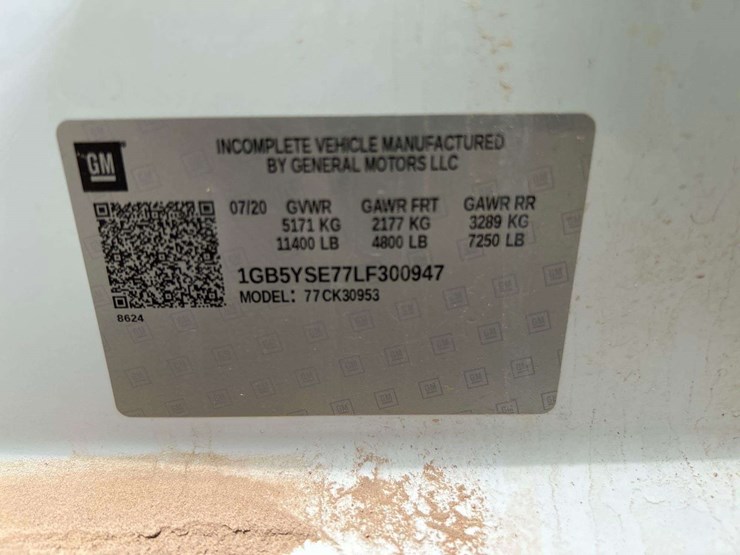 GM
INCOMPLETE VEHICLE MANUFACTURED
BY GENERAL MOTORS LLC
07/20 GVWR GAWR FRT GAWR RR
5171 KG 2177 KG 3289 KG
11400 LB 4800 LB 7250 LB
1GB5YSE77LF300947
MODEL: 77CK30953
8624